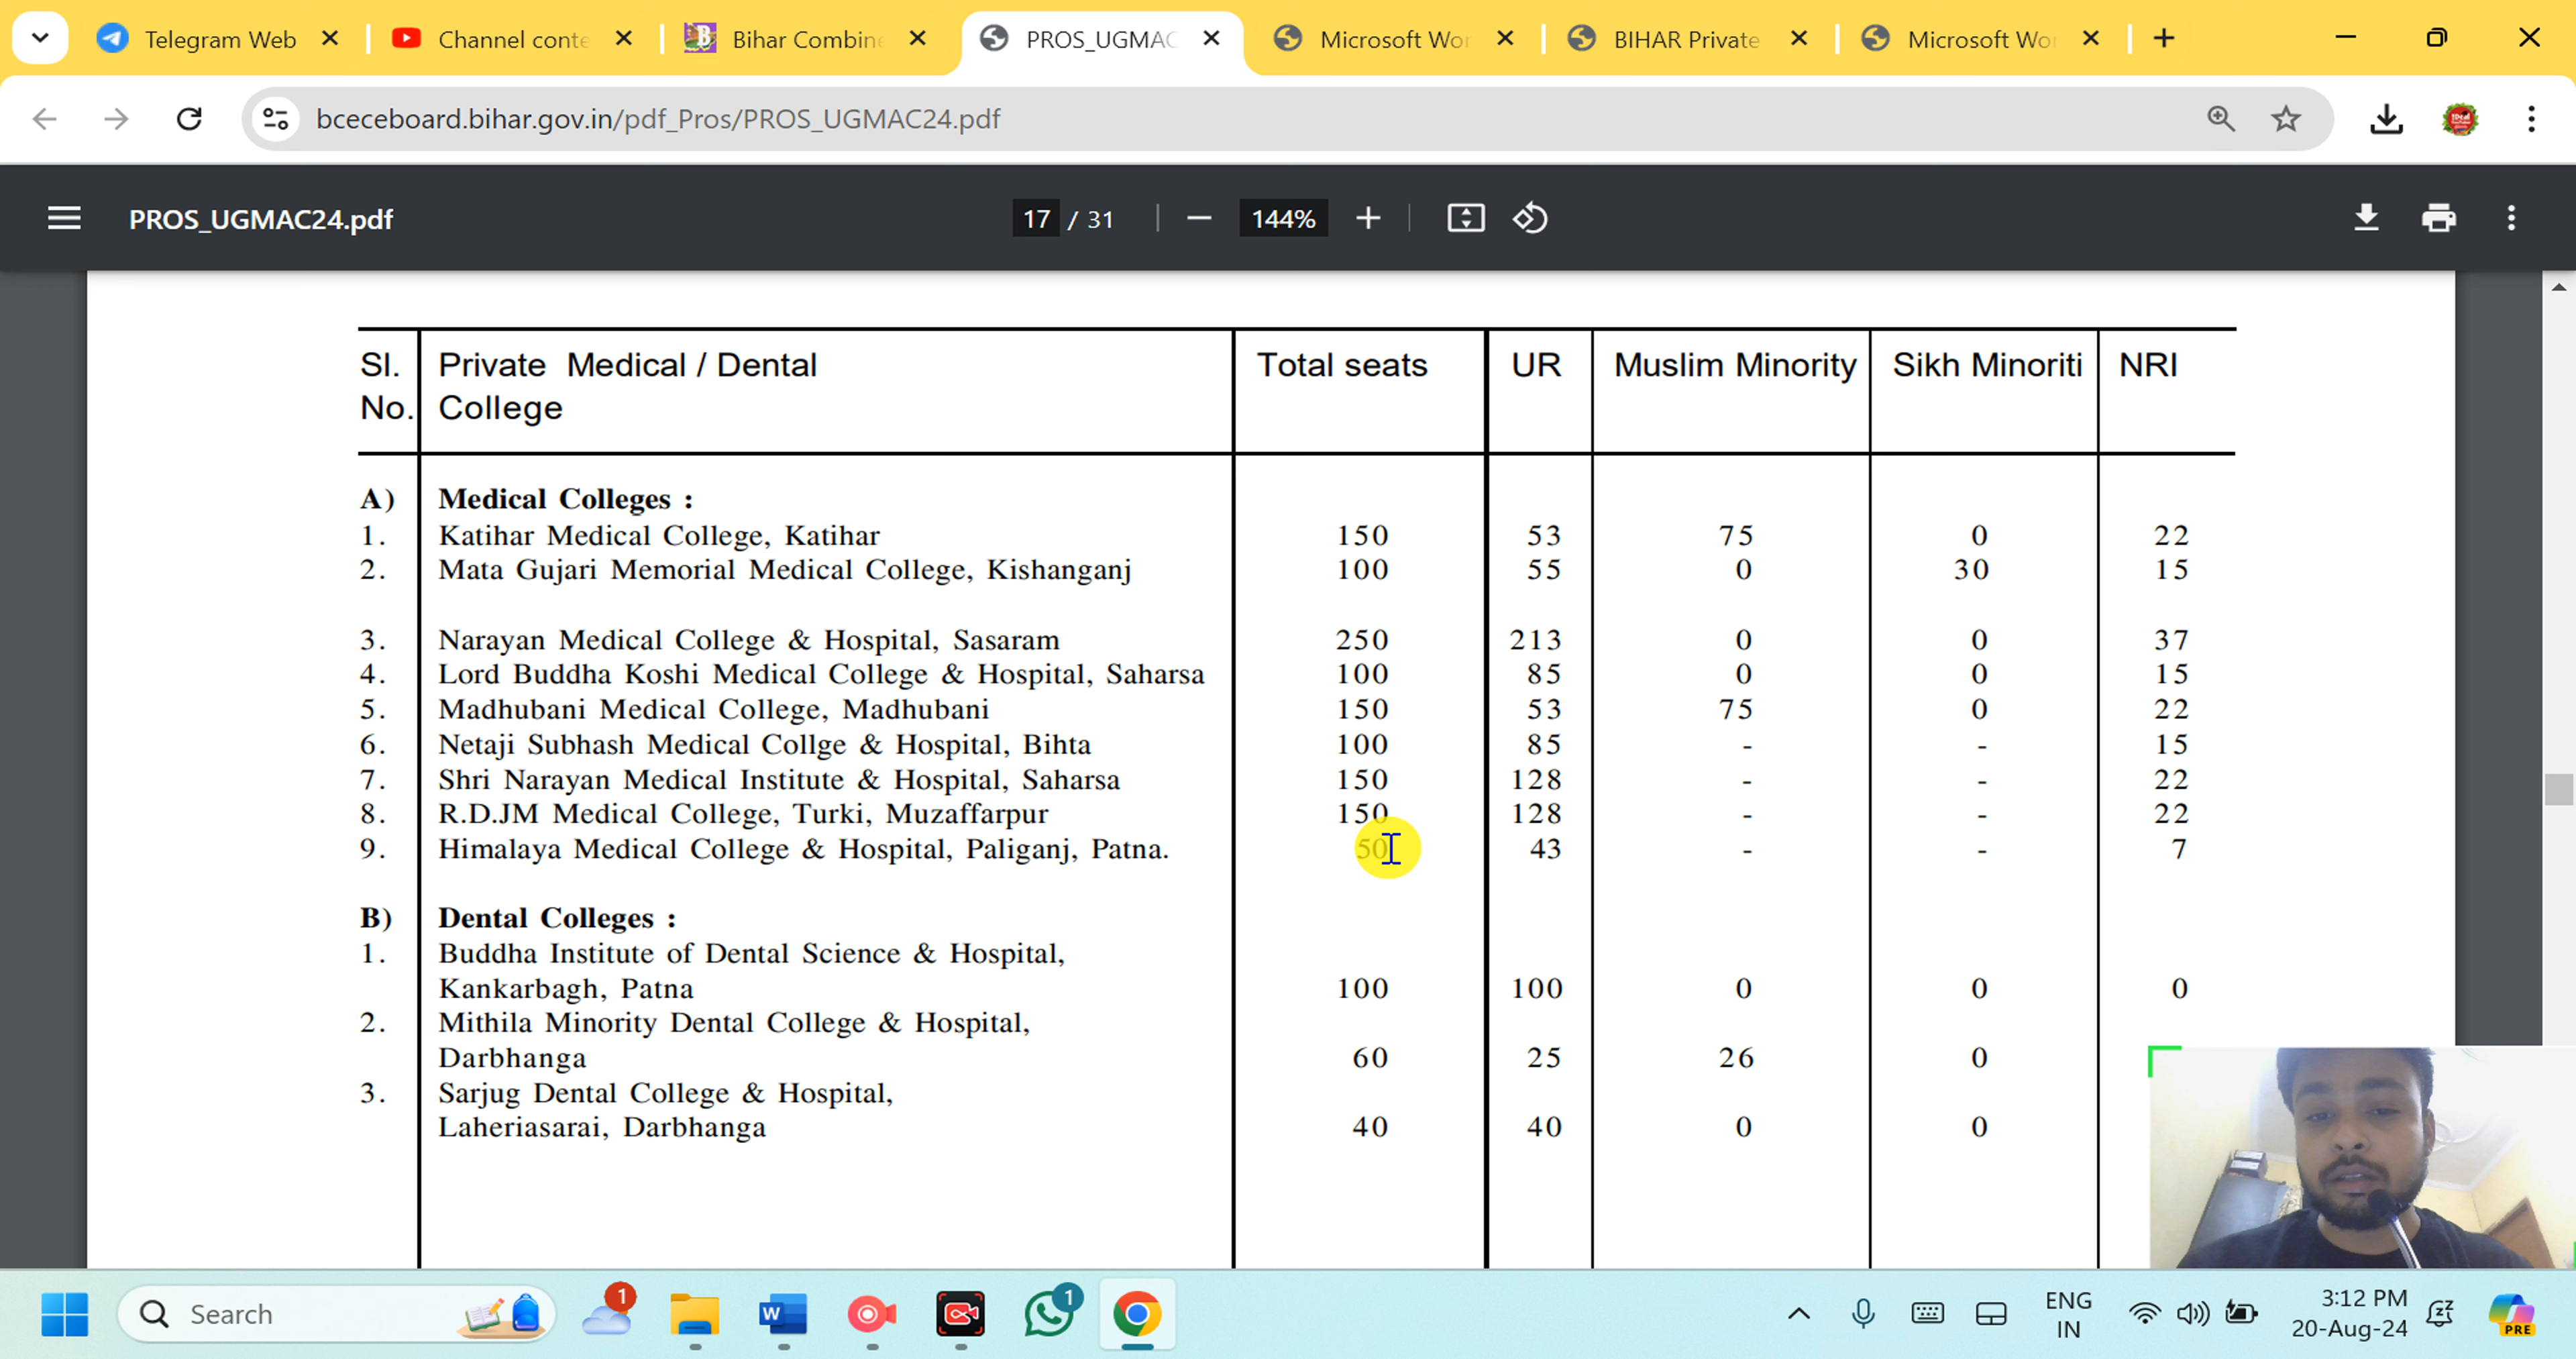 Telegram Web
Channel conte
Bihar Combine
PROS_UGMAC
Microsoft Wor
BIHAR Private
Microsoft Wo
bceceboard.bihar.gov.in/pdf_Pros/PROS_UGMAC24.pdf
PROS_UGMAC24.pdf 17 / 31 144%
Sl. No. Private Medical / Dental College Total seats UR Muslim Minority Sikh Minoriti NRI
A) Medical Colleges :
1. Katihar Medical College, Katihar 150 53 75 0 22
2. Mata Gujari Memorial Medical College, Kishanganj 100 55 0 30 15
3. Narayan Medical College & Hospital, Sasaram 250 213 0 0 37
4. Lord Buddha Koshi Medical College & Hospital, Saharsa 100 85 0 0 15
5. Madhubani Medical College, Madhubani 150 53 75 0 22
6. Netaji Subhash Medical Collge & Hospital, Bihta 100 85 - - 15
7. Shri Narayan Medical Institute & Hospital, Saharsa 150 128 - - 22
8. R.D.JM Medical College, Turki, Muzaffarpur 150 128 - - 22
9. Himalaya Medical College & Hospital, Paliganj, Patna. 50 43 - - 7
B) Dental Colleges :
1. Buddha Institute of Dental Science & Hospital,
Kankarbagh, Patna 100 100 0 0 0
2. Mithila Minority Dental College & Hospital,
Darbhanga 60 25 26 0
3. Sarjug Dental College & Hospital,
Laheriasarai, Darbhanga 40 40 0 0
Search
1
W
1
ENG
IN
3:12 PM
20-Aug-24
PRE